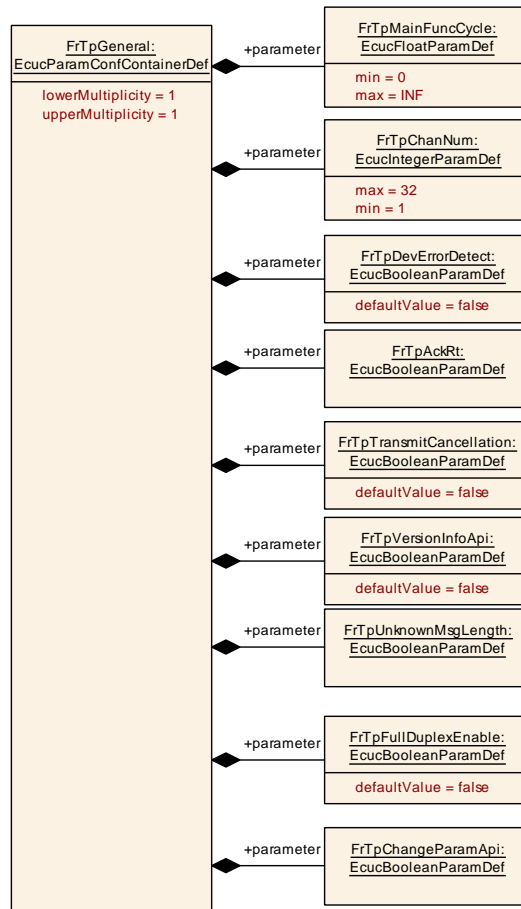 FrTpGeneral:
EcucParamConfContainerDef
lowerMultiplicity = 1
upperMultiplicity = 1
+parameter
FrTpMainFuncCycle:
EcucFloatParamDef
min = 0
max = INF
+parameter
FrTpChanNum:
EcucIntegerParamDef
max = 32
min = 1
+parameter
FrTpDevErrorDetect:
EcucBooleanParamDef
defaultValue = false
+parameter
FrTpAckRt:
EcucBooleanParamDef
+parameter
FrTpTransmitCancellation:
EcucBooleanParamDef
defaultValue = false
+parameter
FrTpVersionInfoApi:
EcucBooleanParamDef
defaultValue = false
+parameter
FrTpUnknownMsgLength:
EcucBooleanParamDef
+parameter
FrTpFullDuplexEnable:
EcucBooleanParamDef
defaultValue = false
+parameter
FrTpChangeParamApi:
EcucBooleanParamDef